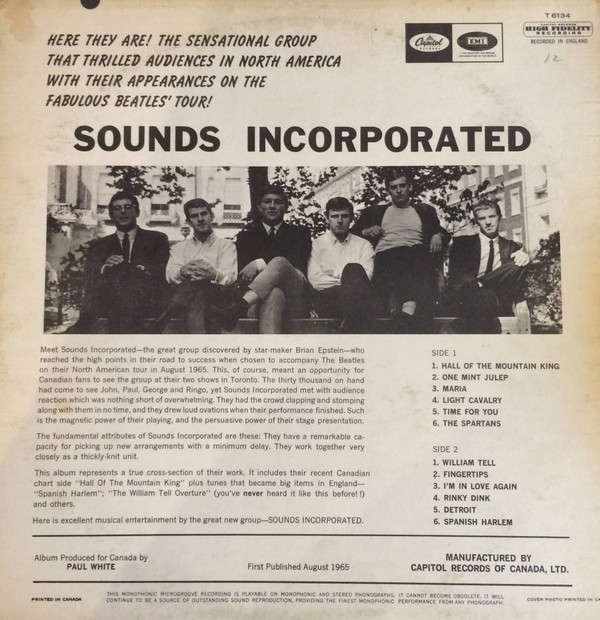 T 6134
HERE THEY ARE! THE SENSATIONAL GROUP
THAT THRILLED AUDIENCES IN NORTH AMERICA
WITH THEIR APPEARANCES ON THE
FABULOUS BEATLES' TOUR!
Capitol
EMI
HIGH FIDELITY
RECORDING
RECORDED IN ENGLAND
12
SOUNDS INCORPORATED
Meet Sounds Incorporated—the great group discovered by star-maker Brian Epstein—who
reached the high points in their road to success when chosen to accompany The Beatles
on their North American tour in August 1965. This, of course, meant an opportunity for
Canadian fans to see the group at their two shows in Toronto. The thirty thousand on hand
had come to see John, Paul, George and Ringo, yet Sounds Incorporated met with audience
reaction which was nothing short of overwhelming. They had the crowd clapping and stomping
along with them in no time, and they drew loud ovations when their performance finished. Such
is the magnetic power of their playing, and the persuasive power of their stage presentation.
The fundamental attributes of Sounds Incorporated are these: They have a remarkable ca-
pacity for picking up new arrangements with a minimum delay. They work together very
closely as a thickly-knit unit.
This album represents a true cross-section of their work. It includes their recent Canadian
chart side "Hall Of The Mountain King" plus tunes that became big items in England—
"Spanish Harlem"; "The William Tell Overture" (you've never heard it like this before!!)
and others.
Here is excellent musical entertainment by the great new group—SOUNDS INCORPORATED.
SIDE 1
1. HALL OF THE MOUNTAIN KING
2. ONE MINT JULEP
3. MARIA
4. LIGHT CAVALRY
5. TIME FOR YOU
6. THE SPARTANS
SIDE 2
1. WILLIAM TELL
2. FINGERTIPS
3. I'M IN LOVE AGAIN
4. RINKY DINK
5. DETROIT
6. SPANISH HARLEM
Album Produced for Canada by
PAUL WHITE
First Published August 1965
MANUFACTURED BY
CAPITOL RECORDS OF CANADA, LTD.
PRINTED IN CANADA
THIS MONOPHONIC MICROGROOVE RECORDING IS PLAYABLE ON MONOPHONIC AND STEREO PHONOGRAPHS. IT CANNOT BECOME OBSOLETE. IT WILL
CONTINUE TO BE A SOURCE OF OUTSTANDING SOUND REPRODUCTION, PROVIDING THE FINEST MONOPHONIC PERFORMANCE FROM ANY PHONOGRAPH.
COVER PHOTO PRINTED IN